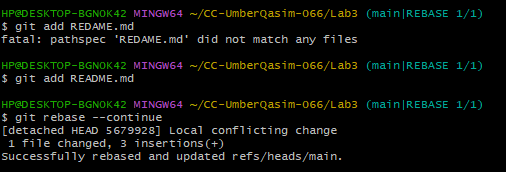 HP@DESKTOP-BGNOK42 MINGW64 ~/CC-UmberQasim-066/Lab3 (main|REBASE 1/1)
$ git add REDAME.md
fatal: pathspec 'REDAME.md' did not match any files
HP@DESKTOP-BGNOK42 MINGW64 ~/CC-UmberQasim-066/Lab3 (main|REBASE 1/1)
$ git add README.md
HP@DESKTOP-BGNOK42 MINGW64 ~/CC-UmberQasim-066/Lab3 (main|REBASE 1/1)
$ git rebase --continue
[detached HEAD 5679928] Local conflicting change
 1 file changed, 3 insertions(+)
Successfully rebased and updated refs/heads/main.